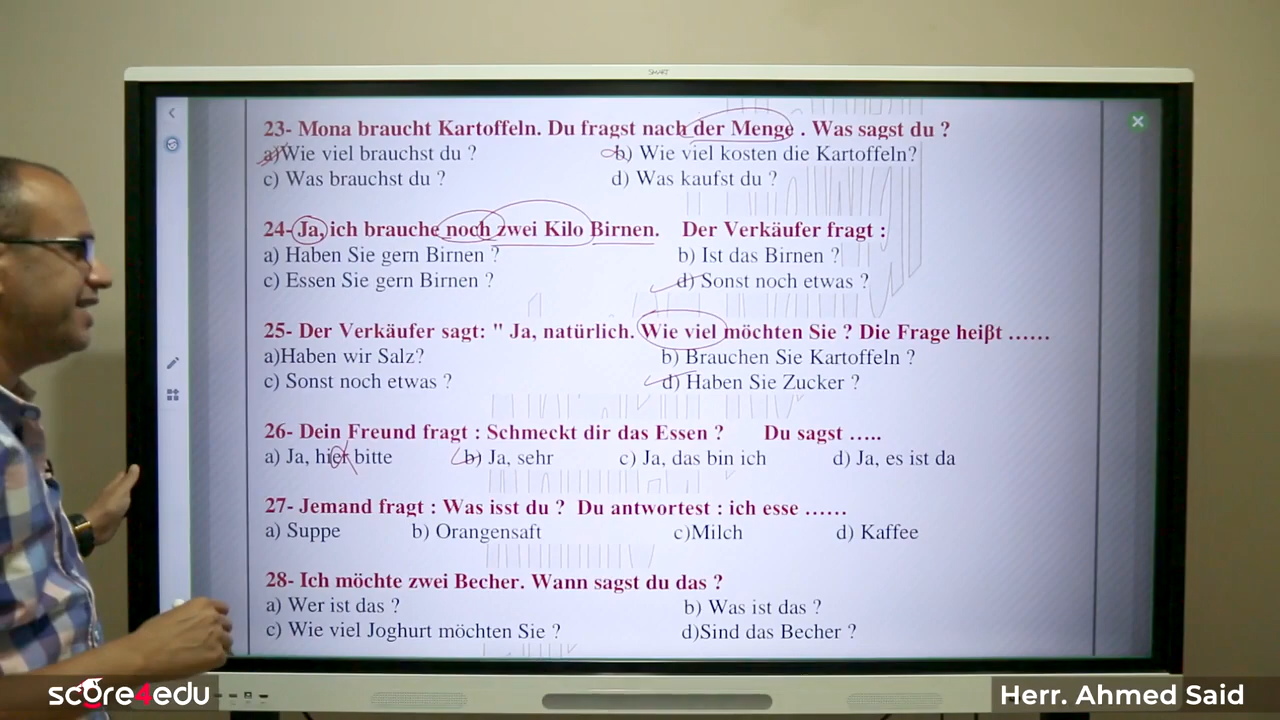 SMART
23- Mona braucht Kartoffeln. Du fragst nach der Menge . Was sagst du ?
a)Wie viel brauchst du ? b) Wie viel kosten die Kartoffeln?
c) Was brauchst du ? d) Was kaufst du ?
24- Ja, ich brauche noch zwei Kilo Birnen. Der Verkäufer fragt :
a) Haben Sie gern Birnen ? b) Ist das Birnen ?
c) Essen Sie gern Birnen ? d) Sonst noch etwas ?
25- Der Verkäufer sagt: " Ja, natürlich. Wie viel möchten Sie ? Die Frage heiβt ……
a)Haben wir Salz? b) Brauchen Sie Kartoffeln ?
c) Sonst noch etwas ? d) Haben Sie Zucker ?
26- Dein Freund fragt : Schmeckt dir das Essen ? Du sagst …..
a) Ja, hier bitte b) Ja, sehr c) Ja, das bin ich d) Ja, es ist da
27- Jemand fragt : Was isst du ? Du antwortest : ich esse ……
a) Suppe b) Orangensaft c)Milch d) Kaffee
28- Ich möchte zwei Becher. Wann sagst du das ?
a) Wer ist das ? b) Was ist das ?
c) Wie viel Joghurt möchten Sie ? d)Sind das Becher ?
score4edu
Herr. Ahmed Said